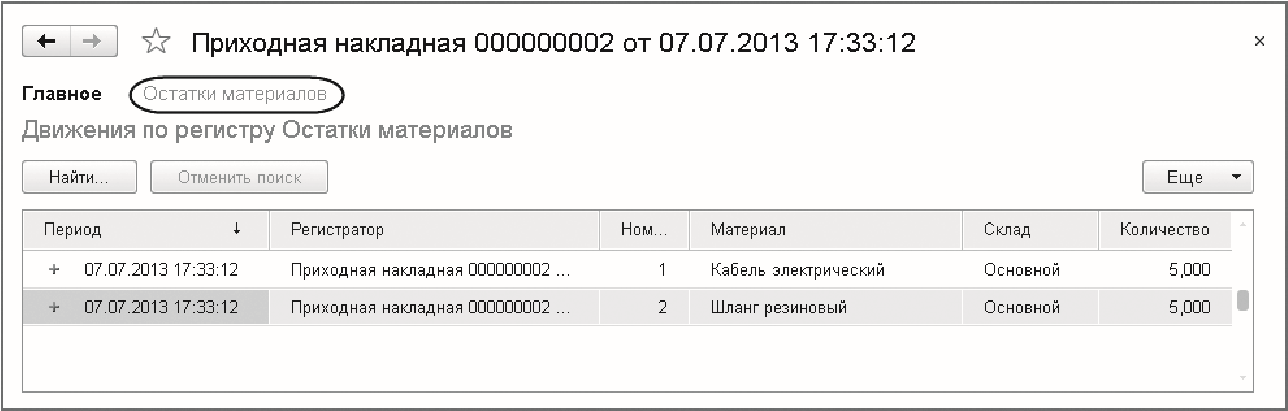 Приходная накладная 000000002 от 07.07.2013 17:33:12
Главное Остатки материалов
Движения по регистру Остатки материалов
Найти... Отменить поиск Еще
Период Регистратор Ном... Материал Склад Количество
+ 07.07.2013 17:33:12 Приходная накладная 000000002 ... 1 Кабель электрический Основной 5,000
+ 07.07.2013 17:33:12 Приходная накладная 000000002 ... 2 Шланг резиновый Основной 5,000